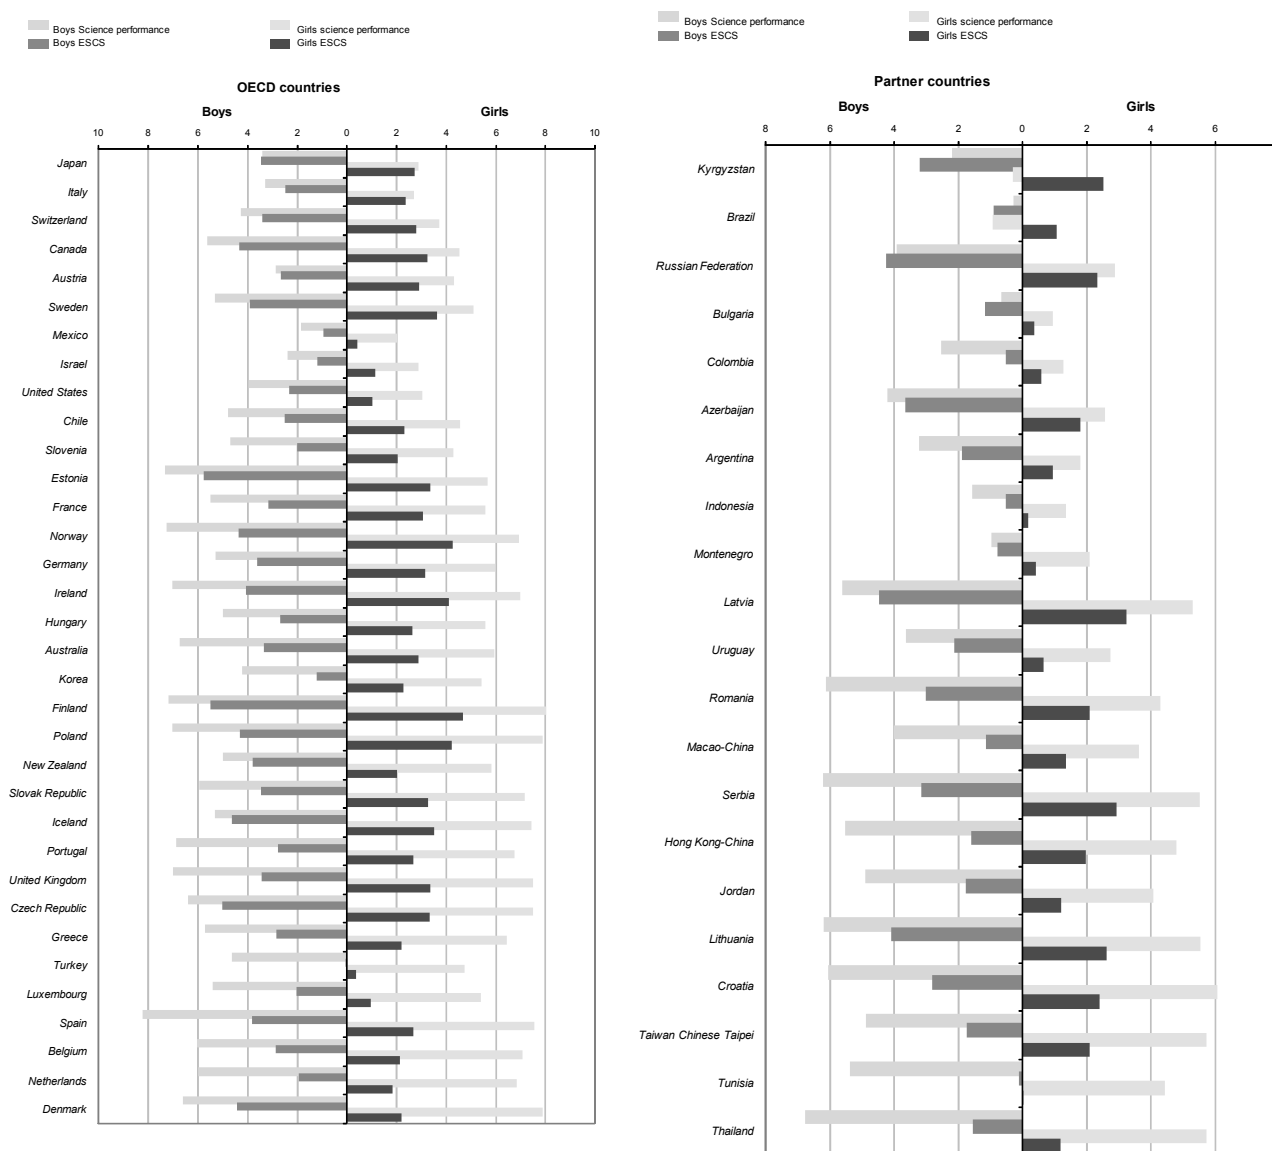 Boys Science performance
Girls science performance
Boys ESCS
Girls ESCS
OECD countries
Boys
Girls
10 8 6 4 2 0 2 4 6 8 10
Japan
Italy
Switzerland
Canada
Austria
Sweden
Mexico
Israel
United States
Chile
Slovenia
Estonia
France
Norway
Germany
Ireland
Hungary
Australia
Korea
Finland
Poland
New Zealand
Slovak Republic
Iceland
Portugal
United Kingdom
Czech Republic
Greece
Turkey
Luxembourg
Spain
Belgium
Netherlands
Denmark
Boys Science performance
Girls science performance
Boys ESCS
Girls ESCS
Partner countries
Boys
Girls
8 6 4 2 0 2 4 6
Kyrgyzstan
Brazil
Russian Federation
Bulgaria
Colombia
Azerbaijan
Argentina
Indonesia
Montenegro
Latvia
Uruguay
Romania
Macao-China
Serbia
Hong Kong-China
Jordan
Lithuania
Croatia
Taiwan Chinese Taipei
Tunisia
Thailand